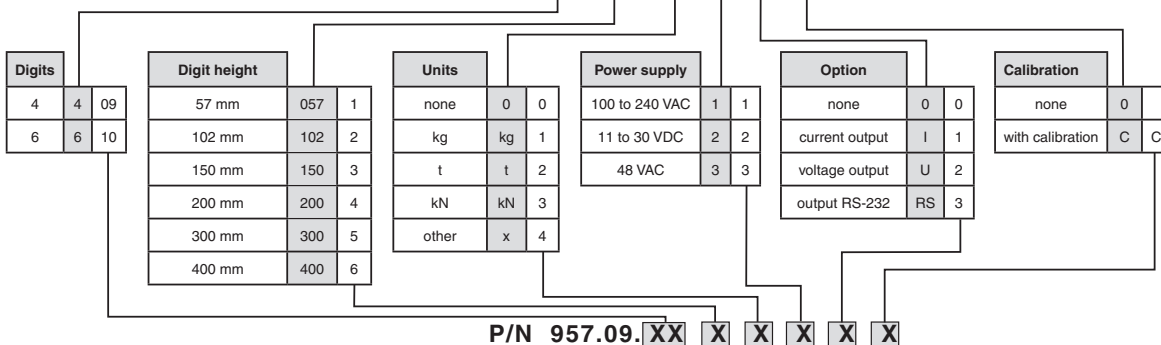 Digits Digit height Units Power supply Option Calibration
4 4 09 57 mm 057 1 none 0 0 100 to 240 VAC 1 1 none 0 0 none 0
6 6 10 102 mm 102 2 kg kg 1 11 to 30 VDC 2 2 current output I 1 with calibration C C
150 mm 150 3 t t 2 48 VAC 3 3 voltage output U 2
200 mm 200 4 kN kN 3 output RS-232 RS 3
300 mm 300 5 other x 4
400 mm 400 6
P/N 957.09.XX X X X X X